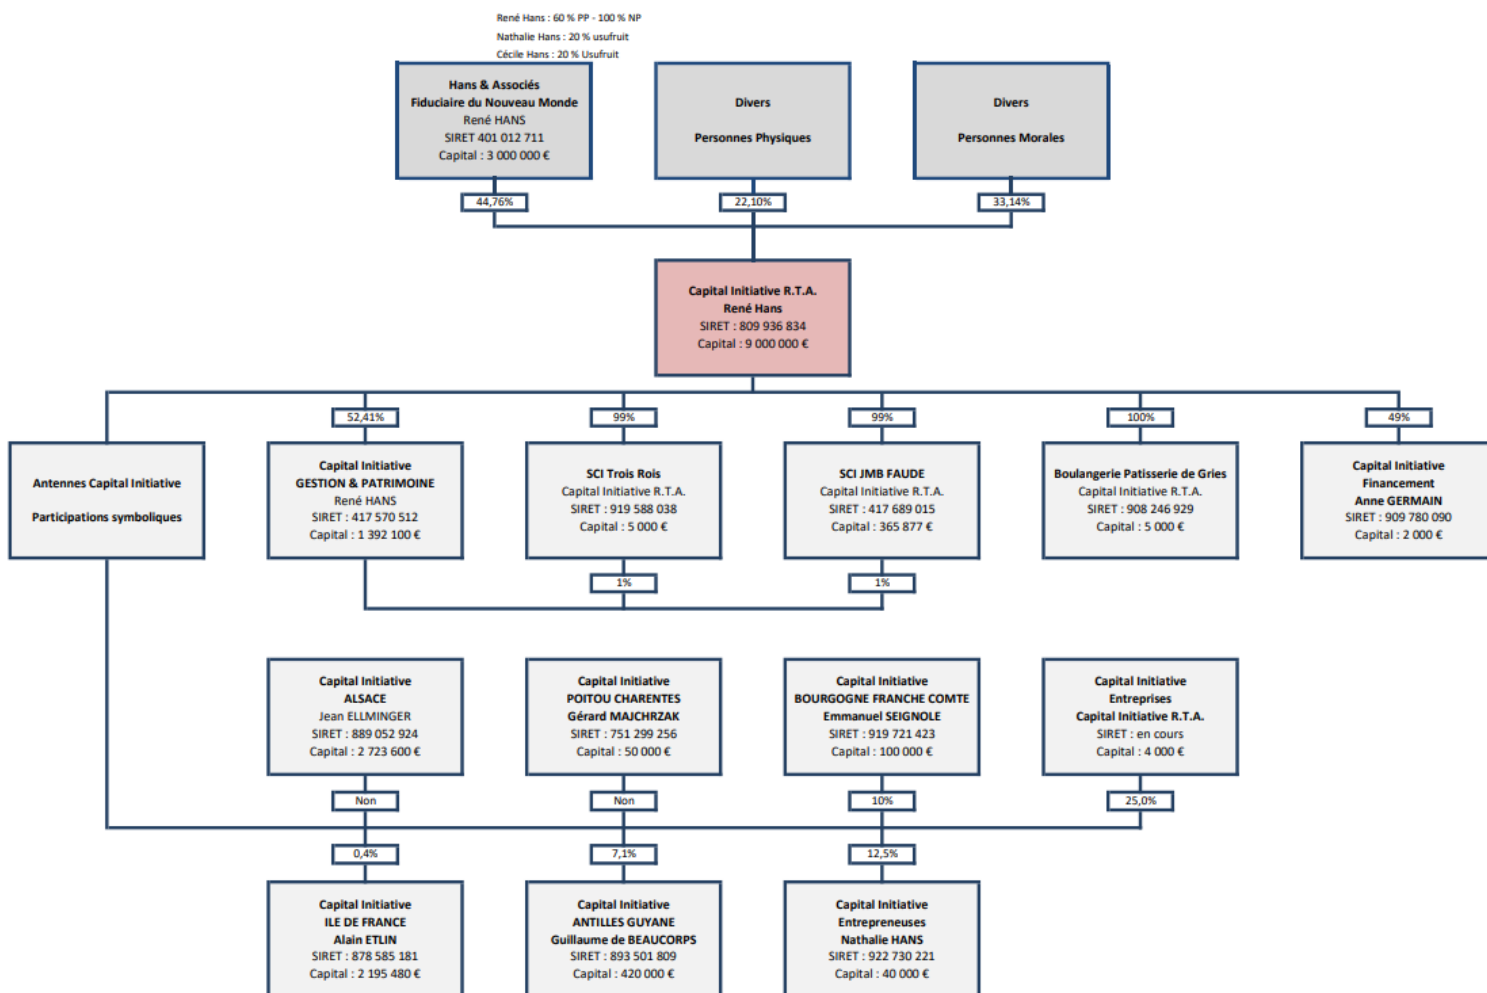 René Hans : 60 % PP - 100 % NP
Nathalie Hans : 20 % usufruit
Cécile Hans : 20 % Usufruit
Hans & Associés
Fiduciaire du Nouveau Monde
René HANS
SIRET 401 012 711
Capital : 3 000 000 €
Divers
Personnes Physiques
Divers
Personnes Morales
44,76%
22,10%
33,14%
Capital Initiative R.T.A.
René Hans
SIRET : 809 936 834
Capital : 9 000 000 €
52,41%
99%
99%
100%
49%
Antennes Capital Initiative
Participations symboliques
Capital Initiative
GESTION & PATRIMOINE
René HANS
SIRET : 417 570 512
Capital : 1 392 100 €
SCI Trois Rois
Capital Initiative R.T.A.
SIRET : 919 588 038
Capital : 5 000 €
SCI JMB FAUDE
Capital Initiative R.T.A.
SIRET : 417 689 015
Capital : 365 877 €
Boulangerie Patisserie de Gries
Capital Initiative R.T.A.
SIRET : 908 246 929
Capital : 5 000 €
Capital Initiative
Financement
Anne GERMAIN
SIRET : 909 780 090
Capital : 2 000 €
1%
1%
Capital Initiative
ALSACE
Jean ELLMINGER
SIRET : 889 052 924
Capital : 2 723 600 €
Capital Initiative
POITOU CHARENTES
Gérard MAJCHRZAK
SIRET : 751 299 256
Capital : 50 000 €
Capital Initiative
BOURGOGNE FRANCHE COMTE
Emmanuel SEIGNOLE
SIRET : 919 721 423
Capital : 100 000 €
Capital Initiative
Entreprises
Capital Initiative R.T.A.
SIRET : en cours
Capital : 4 000 €
Non
Non
10%
25,0%
0,4%
7,1%
12,5%
Capital Initiative
ILE DE FRANCE
Alain ETLIN
SIRET : 878 585 181
Capital : 2 195 480 €
Capital Initiative
ANTILLES GUYANE
Guillaume de BEAUCORPS
SIRET : 893 501 809
Capital : 420 000 €
Capital Initiative
Entrepreneuses
Nathalie HANS
SIRET : 922 730 221
Capital : 40 000 €